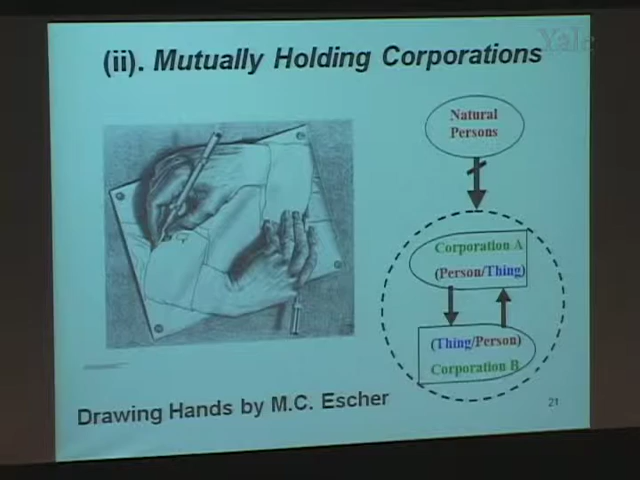 Yale
(ii). Mutually Holding Corporations
Natural
Persons
Corporation A
(Person/Thing)
(Thing/Person)
Corporation B
Drawing Hands by M.C. Escher
21